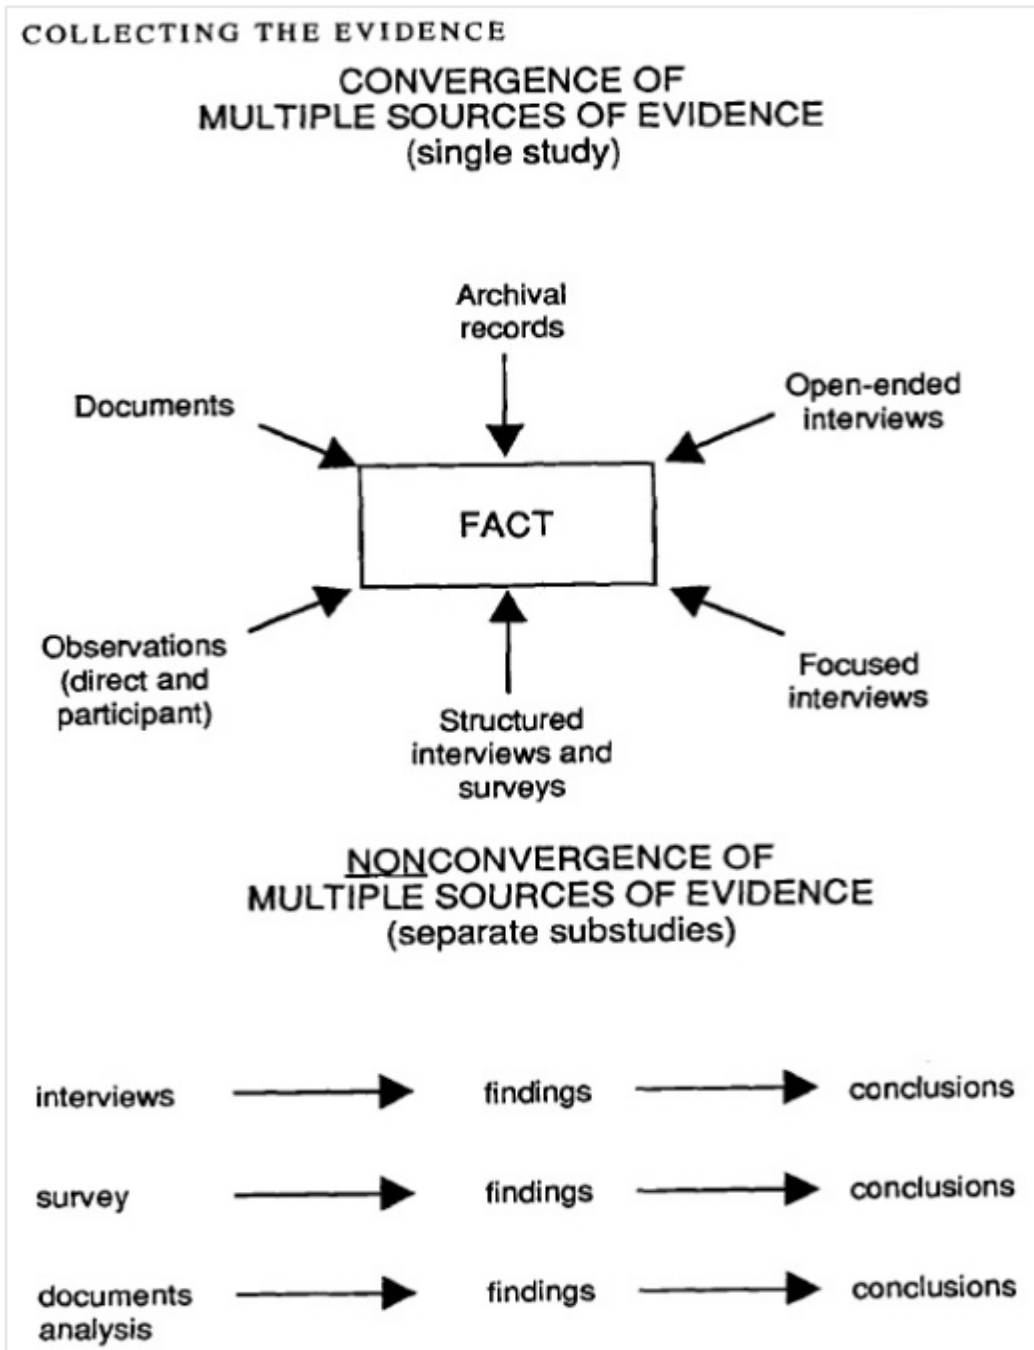 COLLECTING THE EVIDENCE
CONVERGENCE OF
MULTIPLE SOURCES OF EVIDENCE
(single study)
Archival
records
Documents
Open-ended
interviews
FACT
Observations
(direct and
participant)
Structured
interviews and
surveys
Focused
interviews
NONCONVERGENCE OF
MULTIPLE SOURCES OF EVIDENCE
(separate substudies)
interviews findings conclusions
survey findings conclusions
documents findings conclusions
analysis